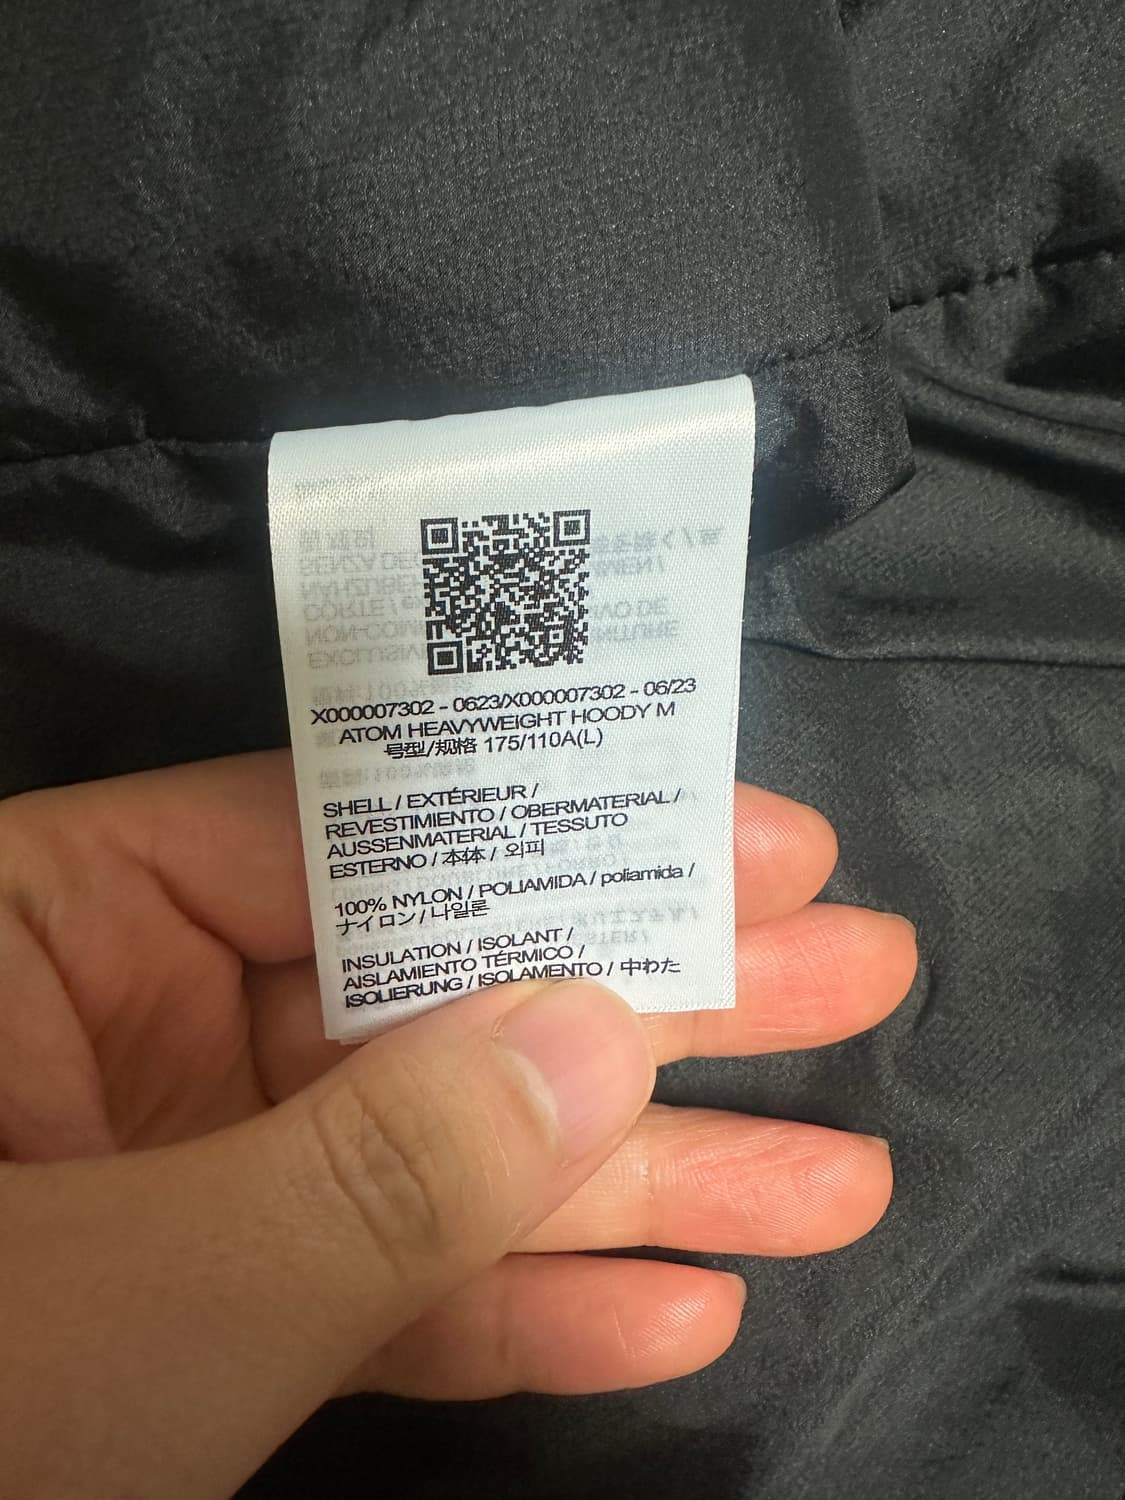 X000007302 - 0623/X000007302 - 06/23
ATOM HEAVYWEIGHT HOODY M
号型/规格 175/110A(L)
SHELL / EXTÉRIEUR /
REVESTIMIENTO / OBERMATERIAL /
AUSSENMATERIAL / TESSUTO
ESTERNO / 本体 / 외피
100% NYLON / POLIAMIDA / poliamida /
ナイロン / 나일론
INSULATION / ISOLANT /
AISLAMIENTO TÉRMICO /
ISOLIERUNG / ISOLAMENTO / 中わた